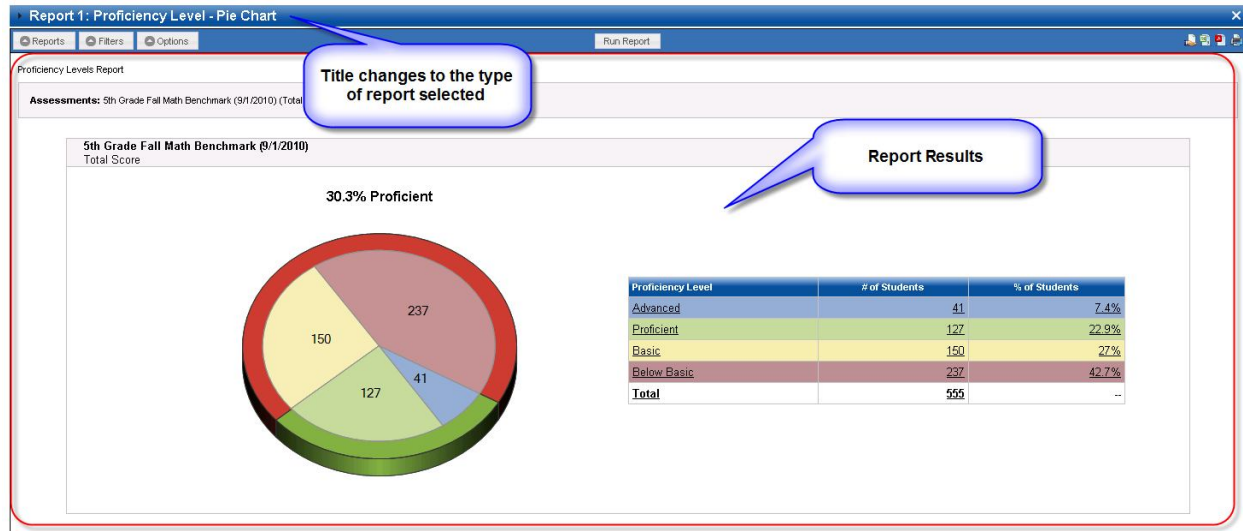 Report 1: Proficiency Level - Pie Chart
Reports Filters Options Run Report
Title changes to the type
of report selected
Proficiency Levels Report
Assessments: 5th Grade Fall Math Benchmark (9/1/2010) (Total
5th Grade Fall Math Benchmark (9/1/2010)
Total Score
Report Results
30.3% Proficient
237
150
41
127
Proficiency Level # of Students % of Students
Advanced 41 7.4%
Proficient 127 22.9%
Basic 150 27%
Below Basic 237 42.7%
Total 555 --